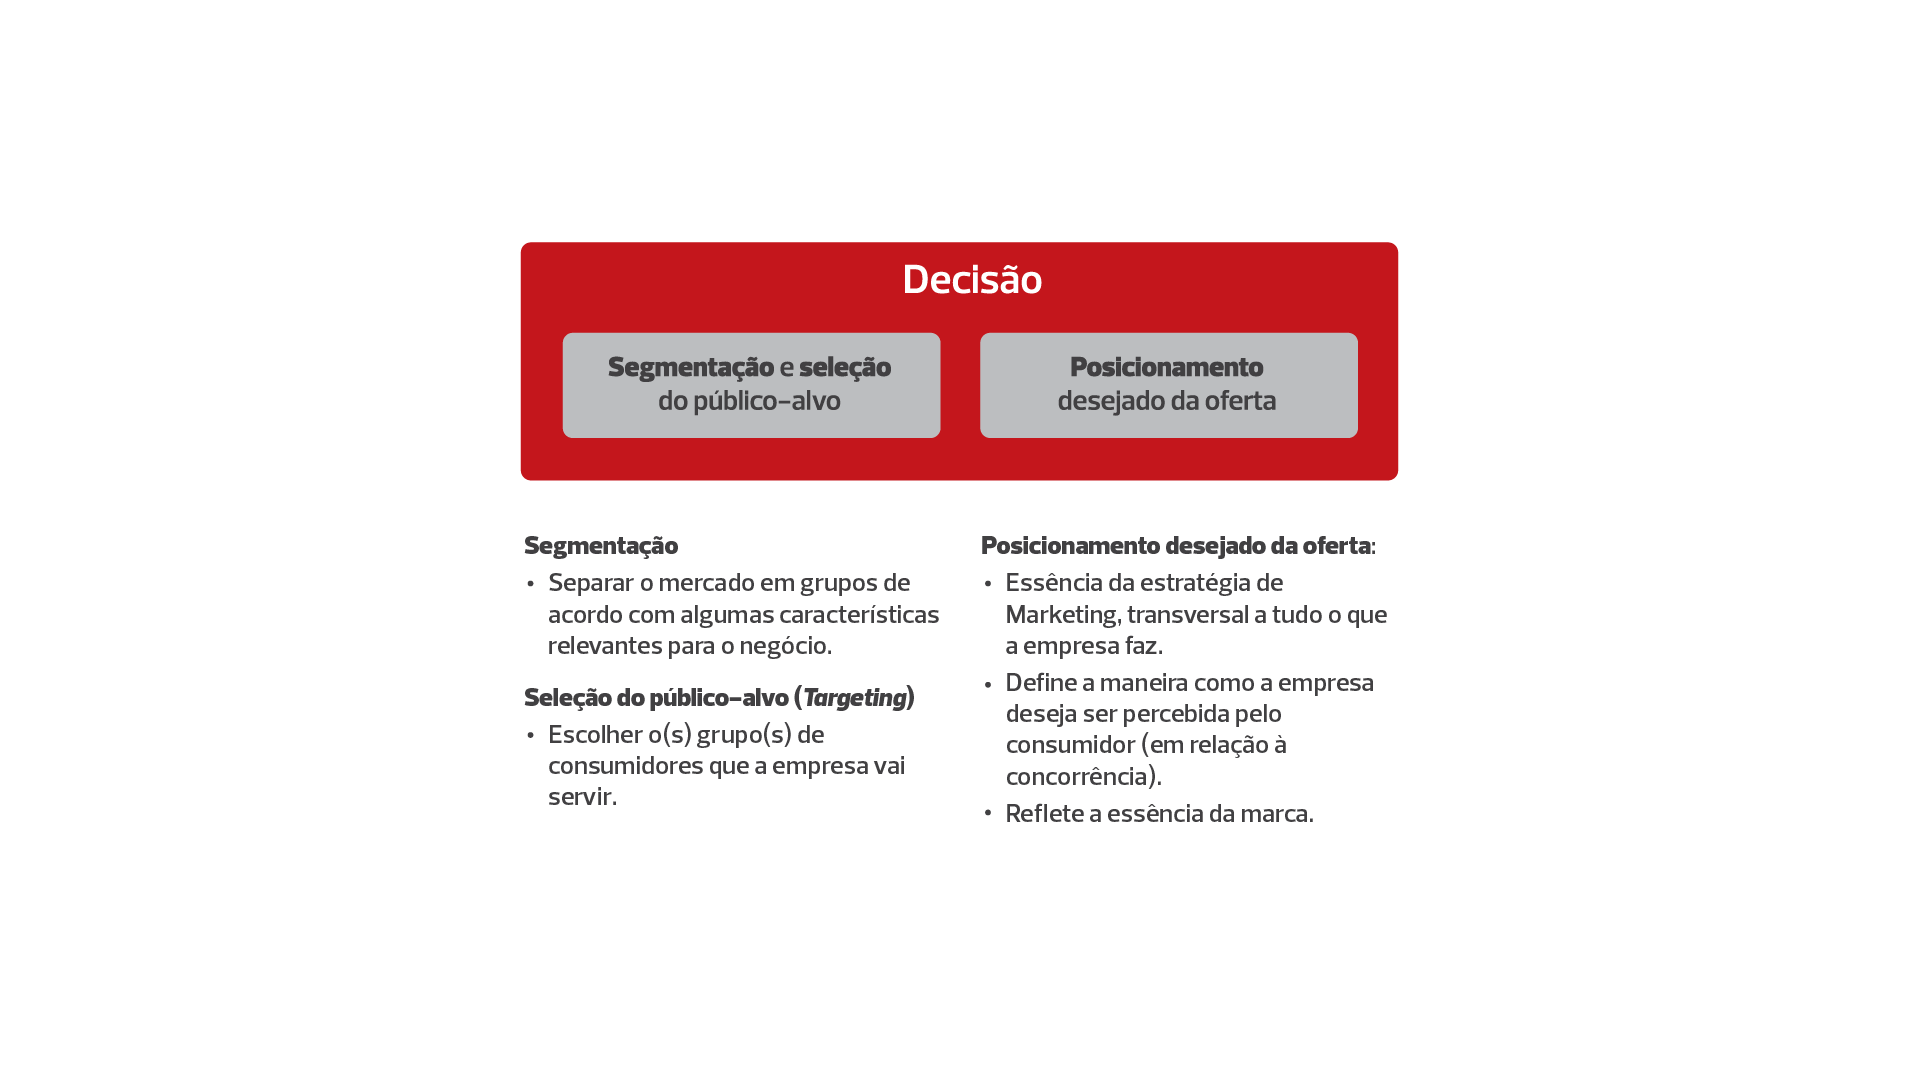 Decisão
Segmentação e seleção
do público-alvo
Posicionamento
desejado da oferta
Segmentação
• Separar o mercado em grupos de
acordo com algumas características
relevantes para o negócio.
Seleção do público-alvo (Targeting)
• Escolher o(s) grupo(s) de
consumidores que a empresa vai
servir.
Posicionamento desejado da oferta:
• Essência da estratégia de
Marketing, transversal a tudo o que
a empresa faz.
• Define a maneira como a empresa
deseja ser percebida pelo
consumidor (em relação à
concorrência).
• Reflete a essência da marca.